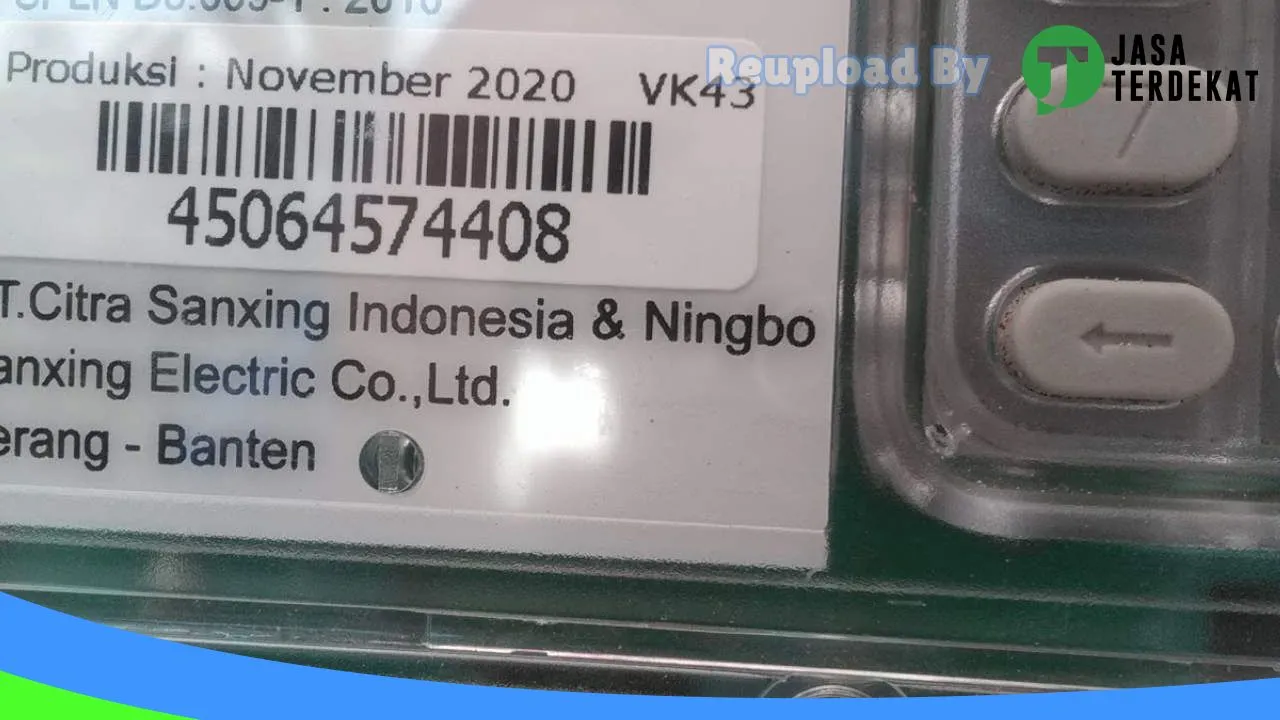 Produksi : November 2020 VK43
45064574408
T.Citra Sanxing Indonesia & Ningbo
anxing Electric Co.,Ltd.
erang - Banten
Reupload By
JASA
TERDEKAT